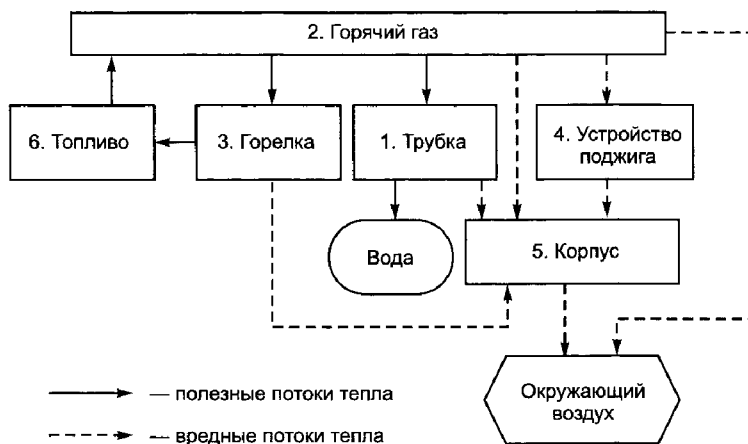 2. Горячий газ
6. Топливо
3. Горелка
1. Трубка
4. Устройство
поджига
Вода
5. Корпус
Окружающий
воздух
— полезные потоки тепла
— вредные потоки тепла